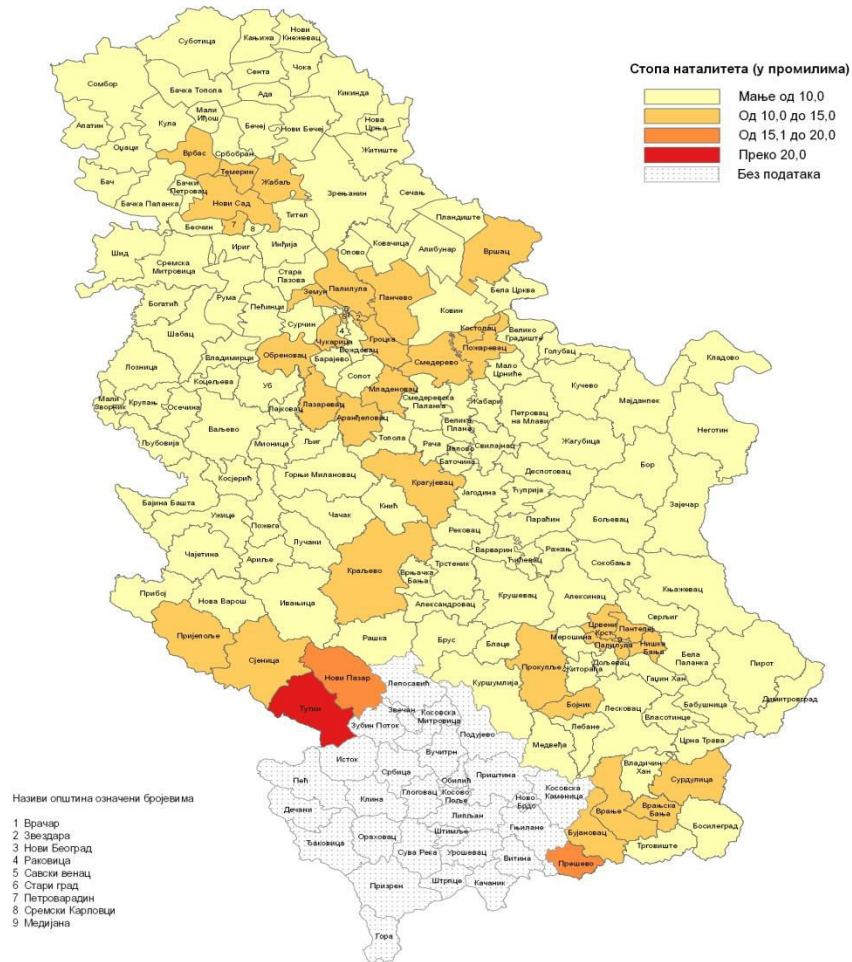 Стопа наталитета (у промилима)
Мање од 10,0
Од 10,0 до 15,0
Од 15,1 до 20,0
Преко 20,0
Без података
Суботица
Кањижа
Нови
Кнежевац
Сомбор
Бачка Топола
Сента
Чока
Ада
Кикинда
Апатин
Кула
Мали
Иђош
Бечеј
Нови Бечеј
Нова
Црња
Оџаци
Врбас
Србобран
Житиште
Бач
Бачки
Петровац
Темерин
Жабаљ
Зрењанин
Сечањ
Бачка Паланка
Нови Сад
7
8
Тител
Беочин
Пландиште
Шид
Сремска
Митровица
Ириг
Инђија
Опово
Ковачица
Алибунар
Вршац
Рума
Стара
Пазова
Бела Црква
Богатић
Пећинци
Земун
Палилула
Панчево
Ковин
Шабац
Сурчин
3
4
Чукарица
Гроцка
Костолац
Велико
Градиште
Обреновац
Барајево
Вождовац
Смедерево
Пожаревац
Голубац
Кладово
Лозница
Владимирци
Сопот
Мало
Црниће
Кучево
Мали
Зворник
Крупањ
Коцељева
Уб
Младеновац
Осечина
Лајковац
Лазаревац
Смедеревска
Паланка
Жабари
Мајданпек
Љубовија
Ваљево
Мионица
Љиг
Аранђеловац
Велика
Плана
Петровац
на Млави
Неготин
Топола
Рача
Лапово
Свилајнац
Жагубица
Косјерић
Горњи Милановац
Баточина
Бајина Башта
Крагујевац
Деспотовац
Бор
Ужице
Пожега
Чачак
Кнић
Јагодина
Ћуприја
Зајечар
Чајетина
Ариље
Лучани
Рековац
Параћин
Бољевац
Краљево
Варварин
Ражањ
Прибој
Нова Варош
Ивањица
Врњачка
Бања
Трстеник
Ћићевац
Сокобања
Књажевац
Александровац
Крушевац
Алексинац
Пријепоље
Рашка
Брус
Блаце
Мерошина
Црвени
Крст
Пантелеј
Сврљиг
Сјеница
Палилула
9
Нишка
Бања
Бела
Паланка
Пирот
Нови Пазар
Лепосавић
Прокупље
Житорађа
Дољевац
Гаџин Хан
Куршумлија
Димитровград
Тутин
Звечан
Косовска
Митровица
Бојник
Лесковац
Бабушница
Зубин Поток
Подујево
Лебане
Власотинце
Вучитрн
Медвеђа
Црна Трава
Исток
Србица
Обилић
Приштина
Владичин
Хан
Сурдулица
Пећ
Клина
Глоговац
Косово
Поље
Ново
Брдо
Косовска
Каменица
Дечани
Липљан
Врање
Врањска
Бања
Босилеград
Ђаковица
Ораховац
Штимље
Гњилане
Бујановац
Сува Река
Урошевац
Витина
Прешево
Трговиште
Призрен
Штрпце
Качаник
Гора
Називи општина означени бројевима
1 Врачар
2 Звездара
3 Нови Београд
4 Раковица
5 Савски венац
6 Стари град
7 Петроварадин
8 Сремски Карловци
9 Медијана